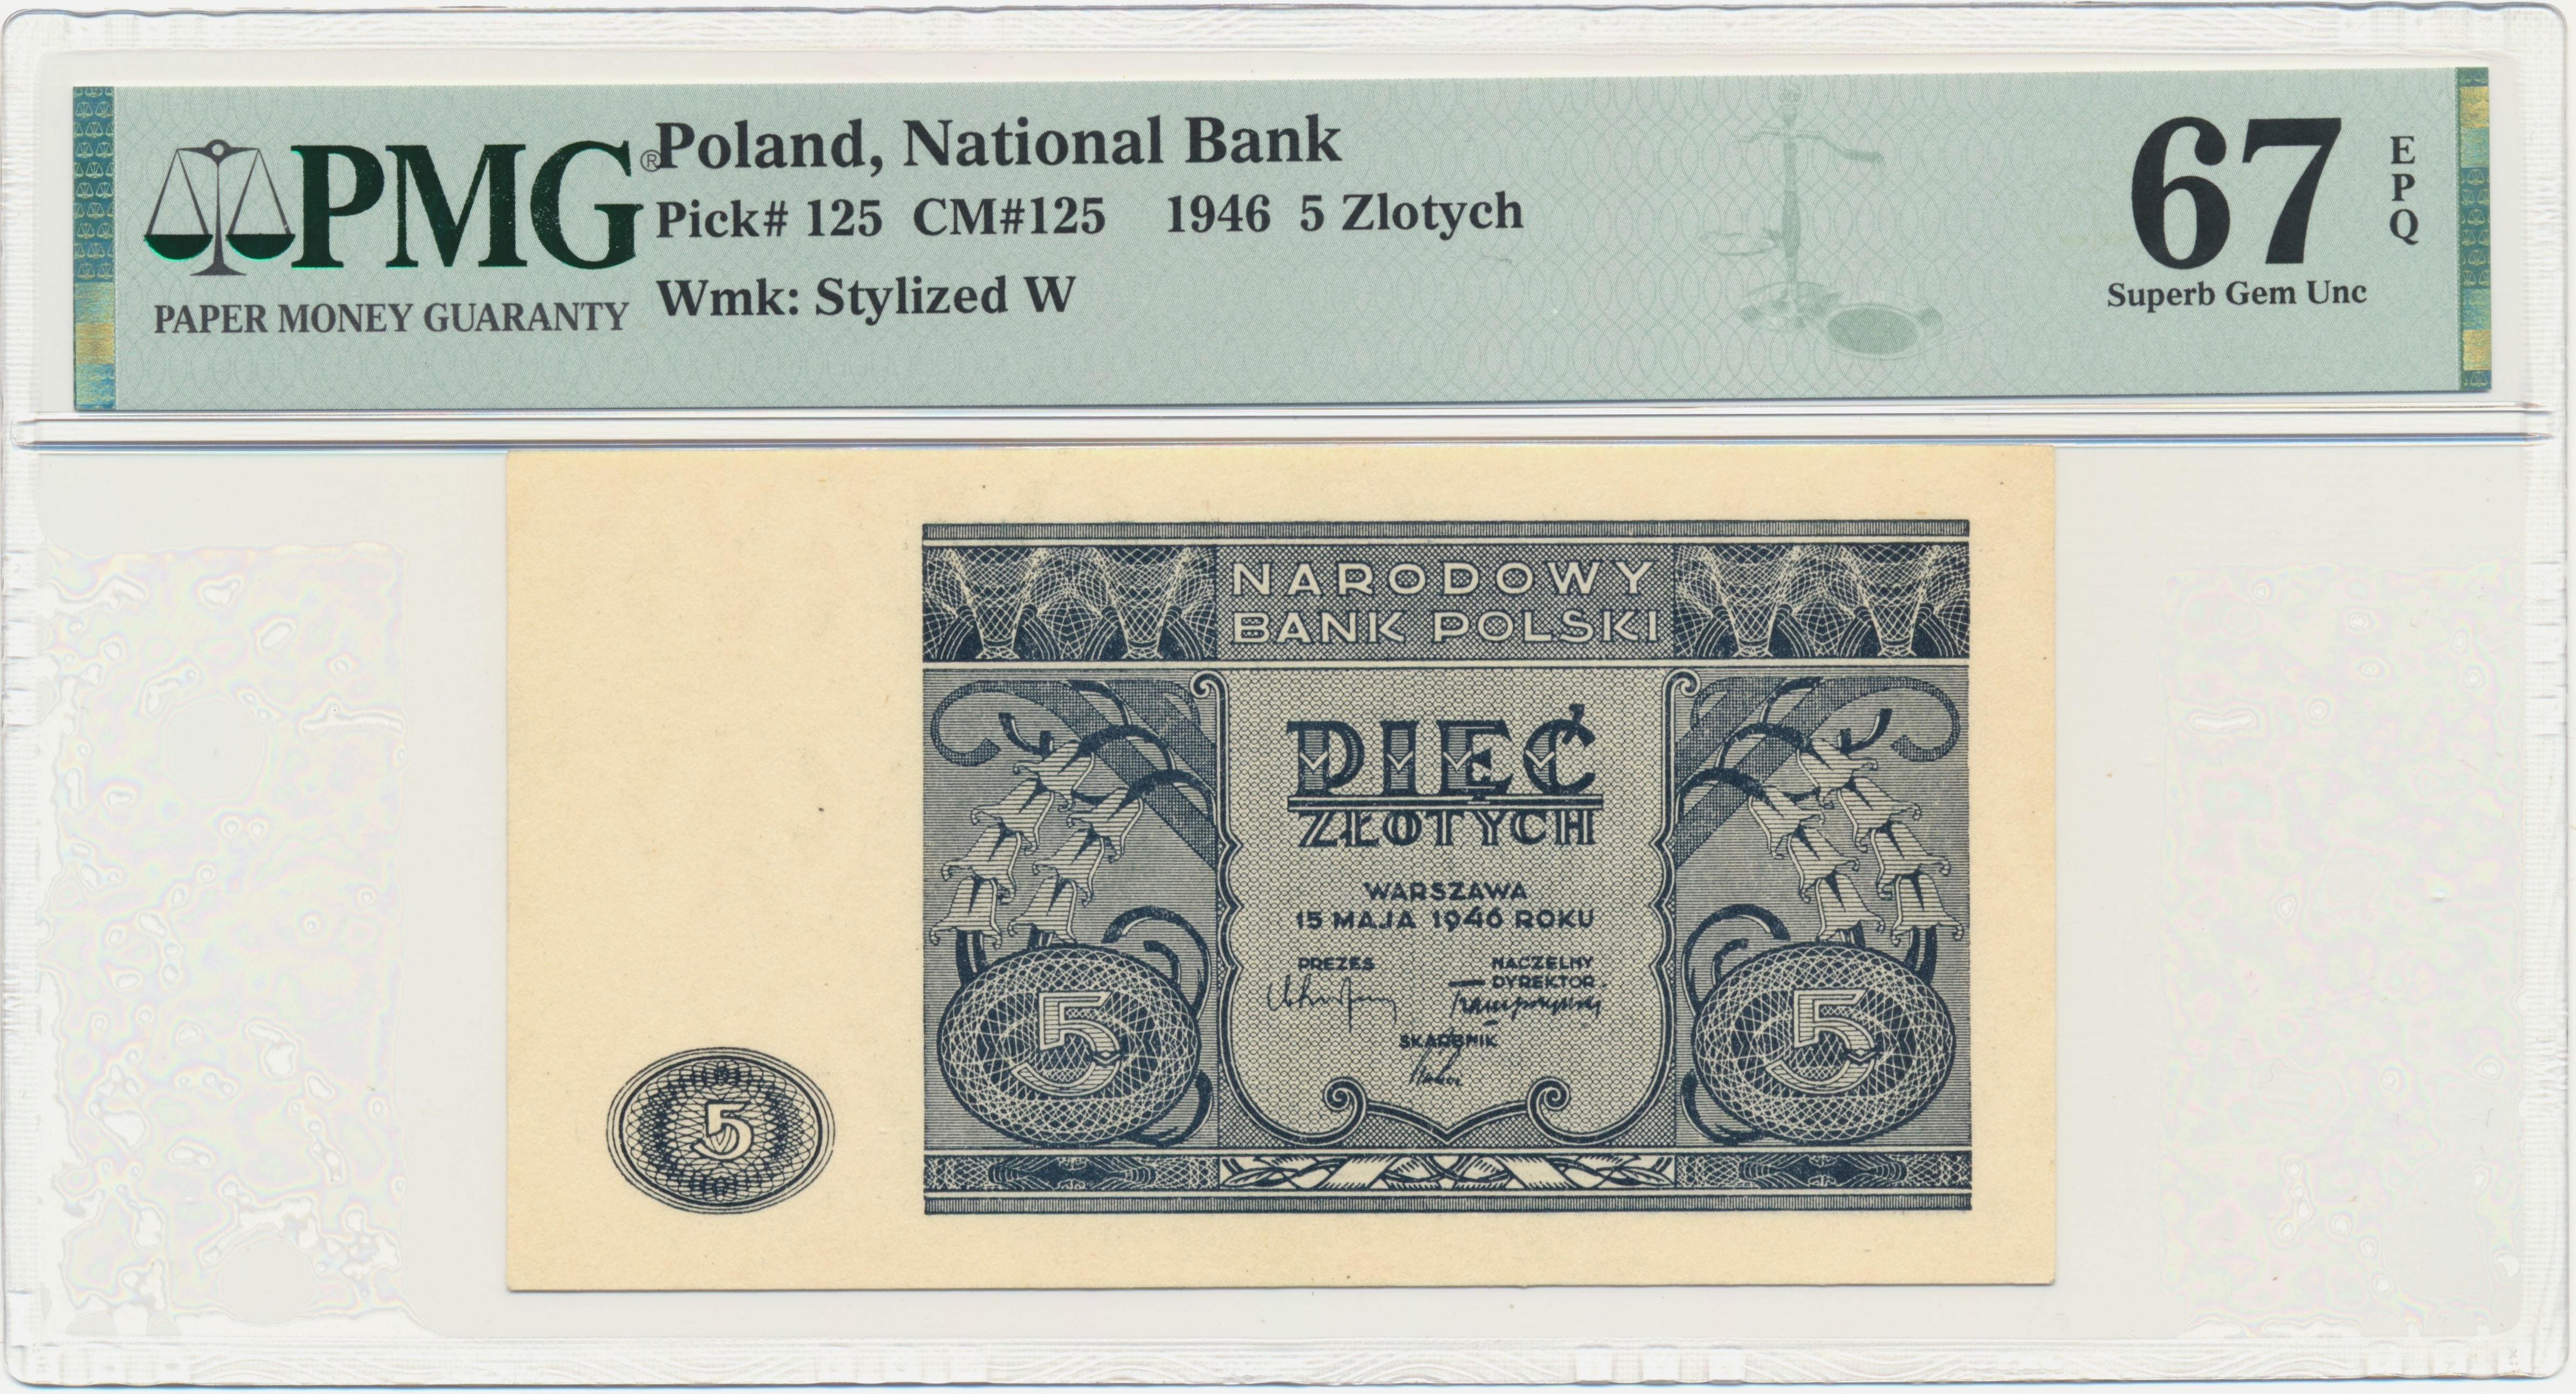 PMG®
PAPER MONEY GUARANTY
Poland, National Bank
Pick# 125 CM#125 1946 5 Zlotych
Wmk: Stylized W
67
EPQ
Superb Gem Unc
NARODOWY
BANK POLSKI
PIĘĆ
ZŁOTYCH
WARSZAWA
15 MAJA 1946 ROKU
PREZES
NACZELNY
DYREKTOR
SKARBNIK
5
5
5